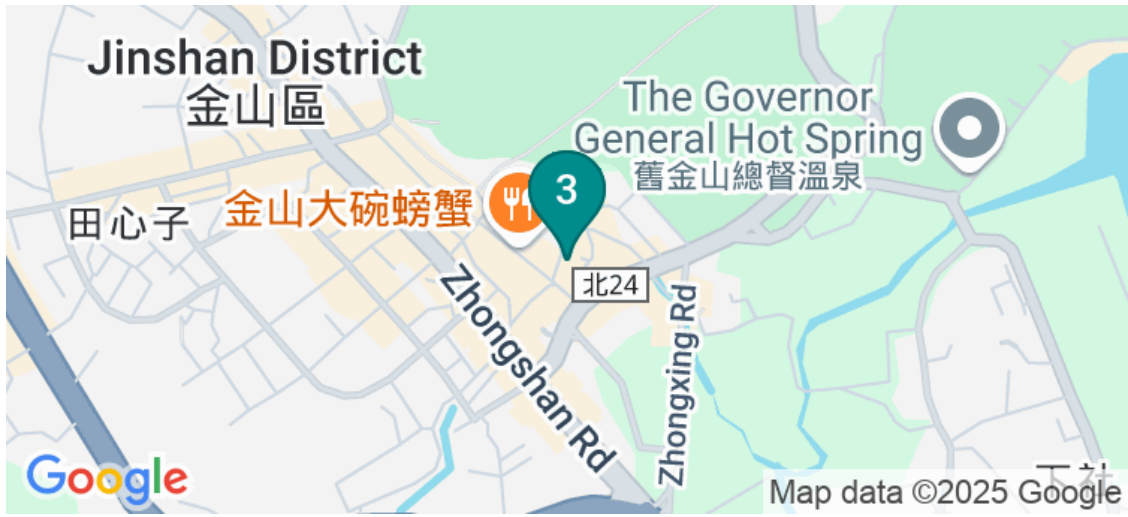 Jinshan District
金山區
The Governor
General Hot Spring
舊金山總督溫泉
3
金山大碗螃蟹
田心子
北24
Zhongshan Rd
Zhongxing Rd
Google
下社
Map data ©2025 Google